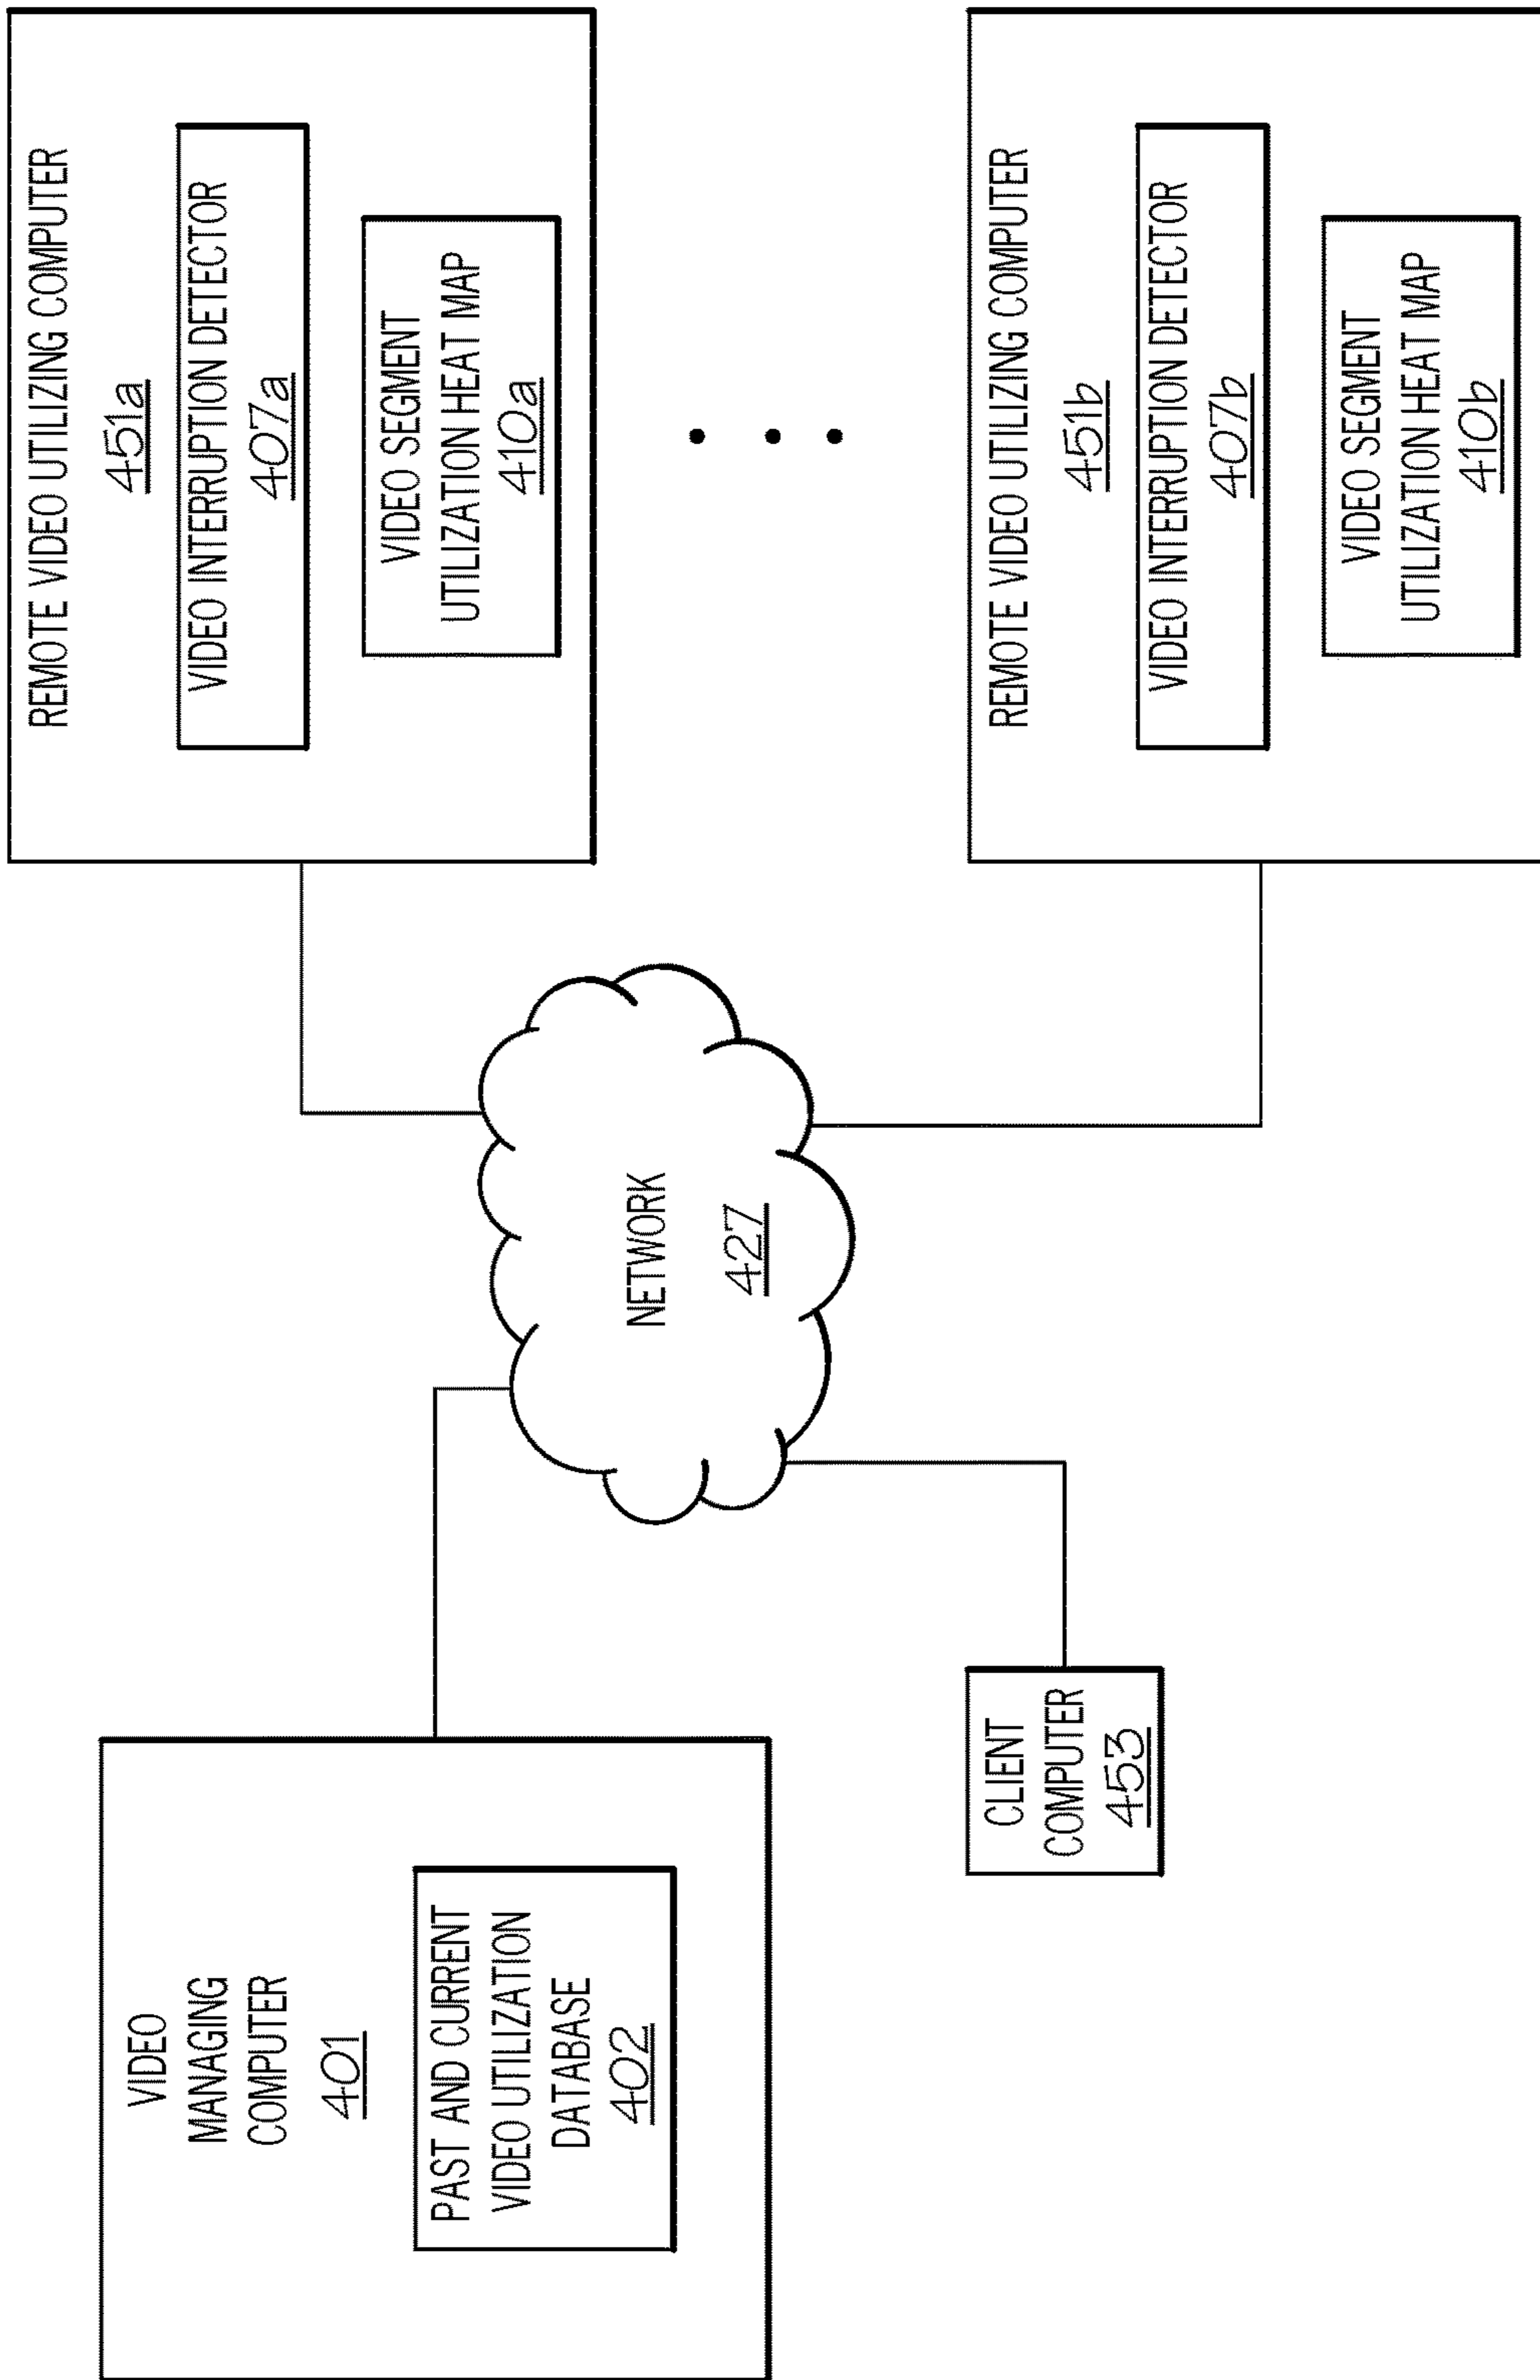 VIDEO
MANAGING
COMPUTER
401
PAST AND CURRENT
VIDEO UTILIZATION
DATABASE
402
CLIENT
COMPUTER
453
NETWORK
427
REMOTE VIDEO UTILIZING COMPUTER
451a
VIDEO INTERRUPTION DETECTOR
407a
VIDEO SEGMENT
UTILIZATION HEAT MAP
410a
REMOTE VIDEO UTILIZING COMPUTER
451b
VIDEO INTERRUPTION DETECTOR
407b
VIDEO SEGMENT
UTILIZATION HEAT MAP
410b